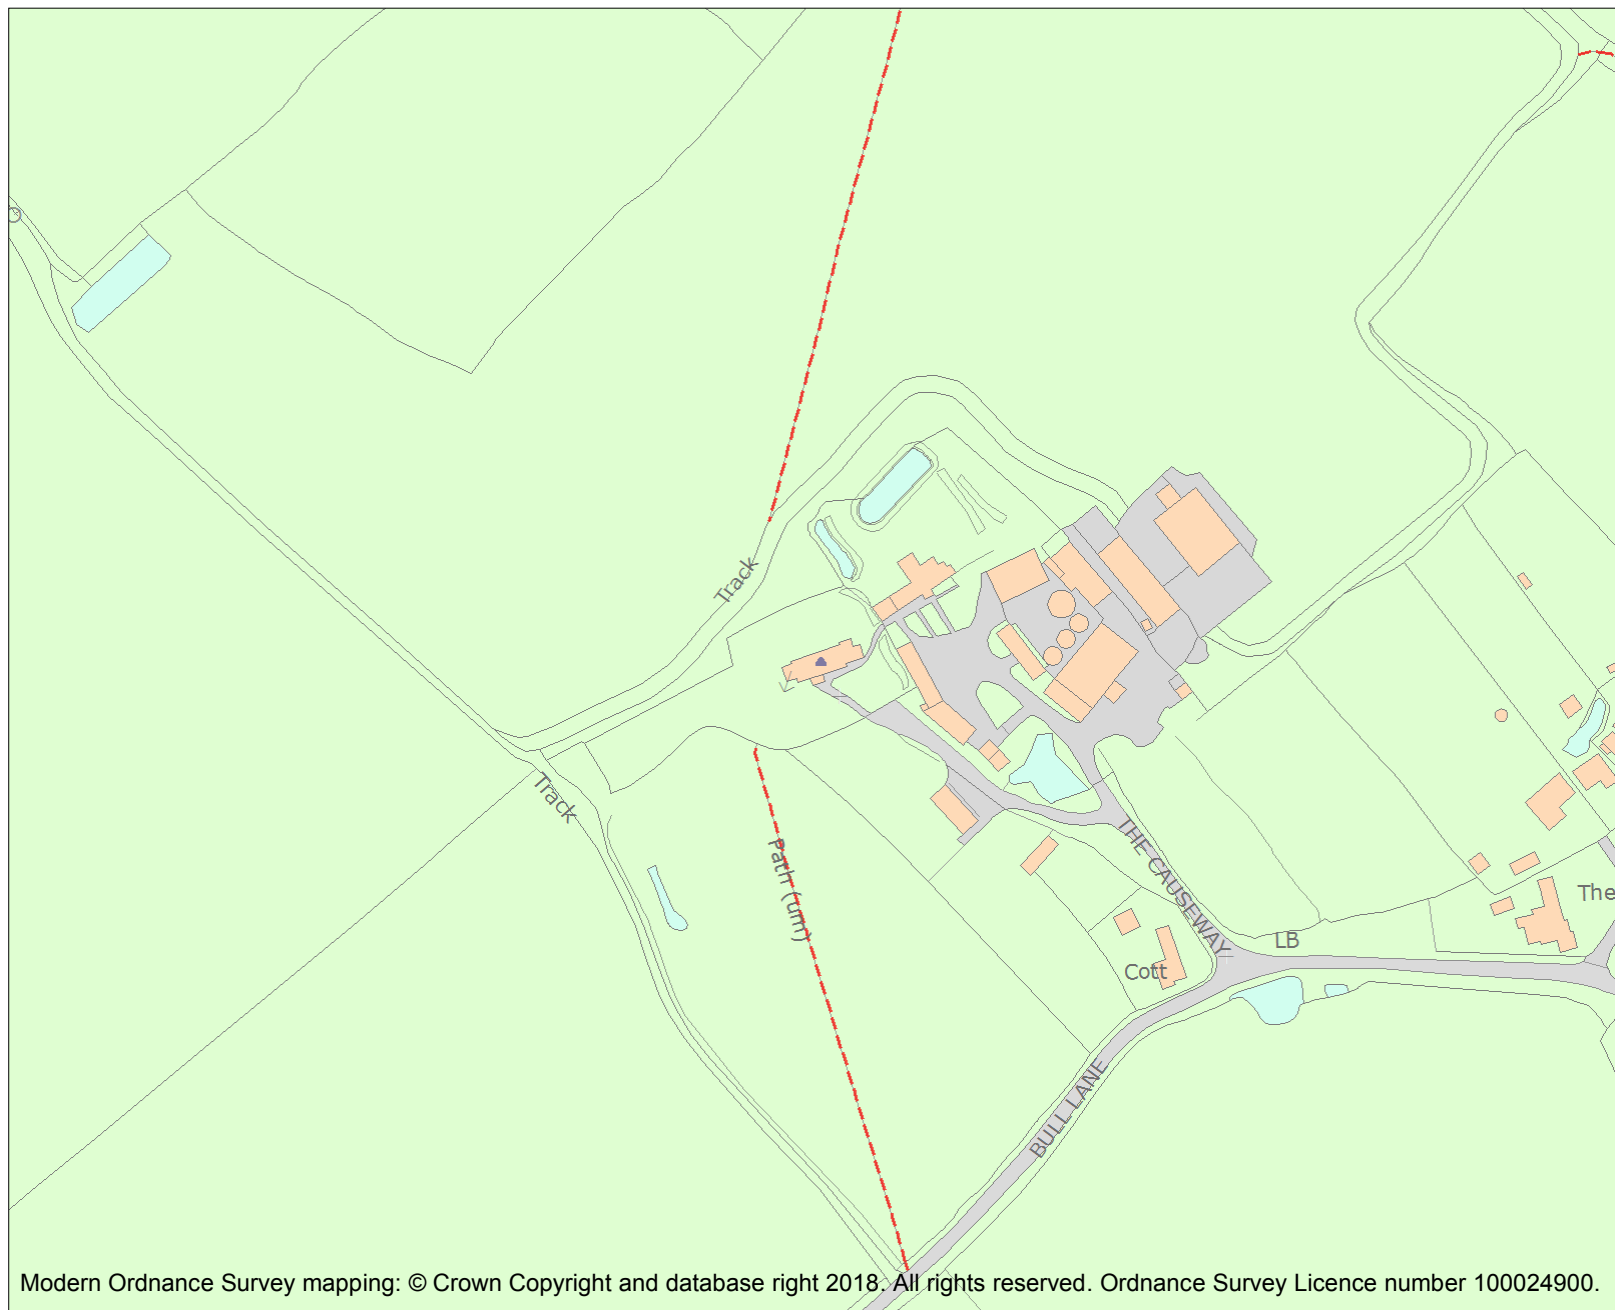 Track
Track
Path (um)
THE CAUSEWAY
The
LB
Cott
BULL LANE
Modern Ordnance Survey mapping: © Crown Copyright and database right 2018. All rights reserved. Ordnance Survey Licence number 100024900.